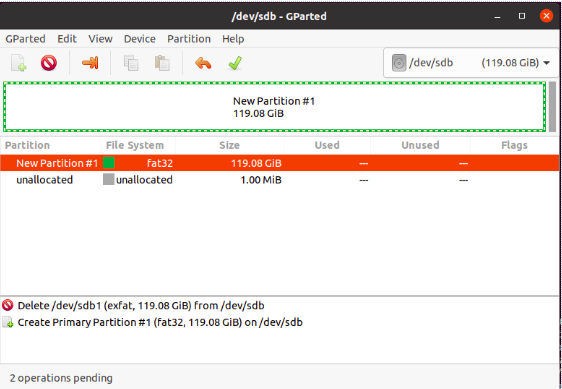 /dev/sdb - GParted
GParted Edit View Device Partition Help
/dev/sdb (119.08 GiB)
New Partition #1
119.08 GiB
Partition File System Size Used Unused Flags
New Partition #1 fat32 119.08 GiB --- ---
unallocated unallocated 1.00 MiB --- ---
Delete /dev/sdb1 (exfat, 119.08 GiB) from /dev/sdb
Create Primary Partition #1 (fat32, 119.08 GiB) on /dev/sdb
2 operations pending